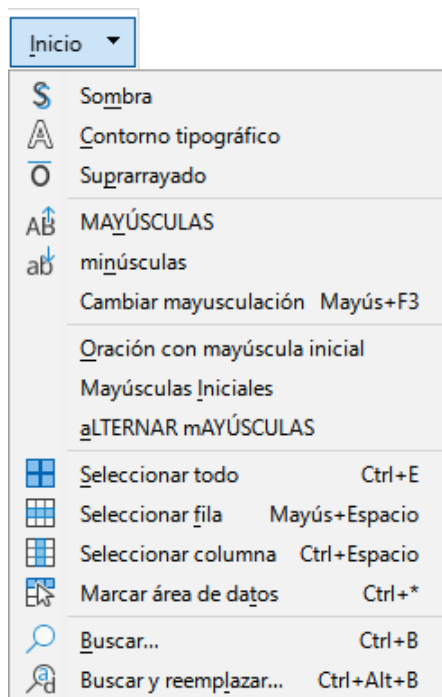 Inicio
Sombra
Contorno tipográfico
Suprarrayado
MAYÚSCULAS
minúsculas
Cambiar mayusculación Mayús+F3
Oración con mayúscula inicial
Mayúsculas Iniciales
aLTERNAR mAYÚSCULAS
Seleccionar todo Ctrl+E
Seleccionar fila Mayús+Espacio
Seleccionar columna Ctrl+Espacio
Marcar área de datos Ctrl+*
Buscar... Ctrl+B
Buscar y reemplazar... Ctrl+Alt+B